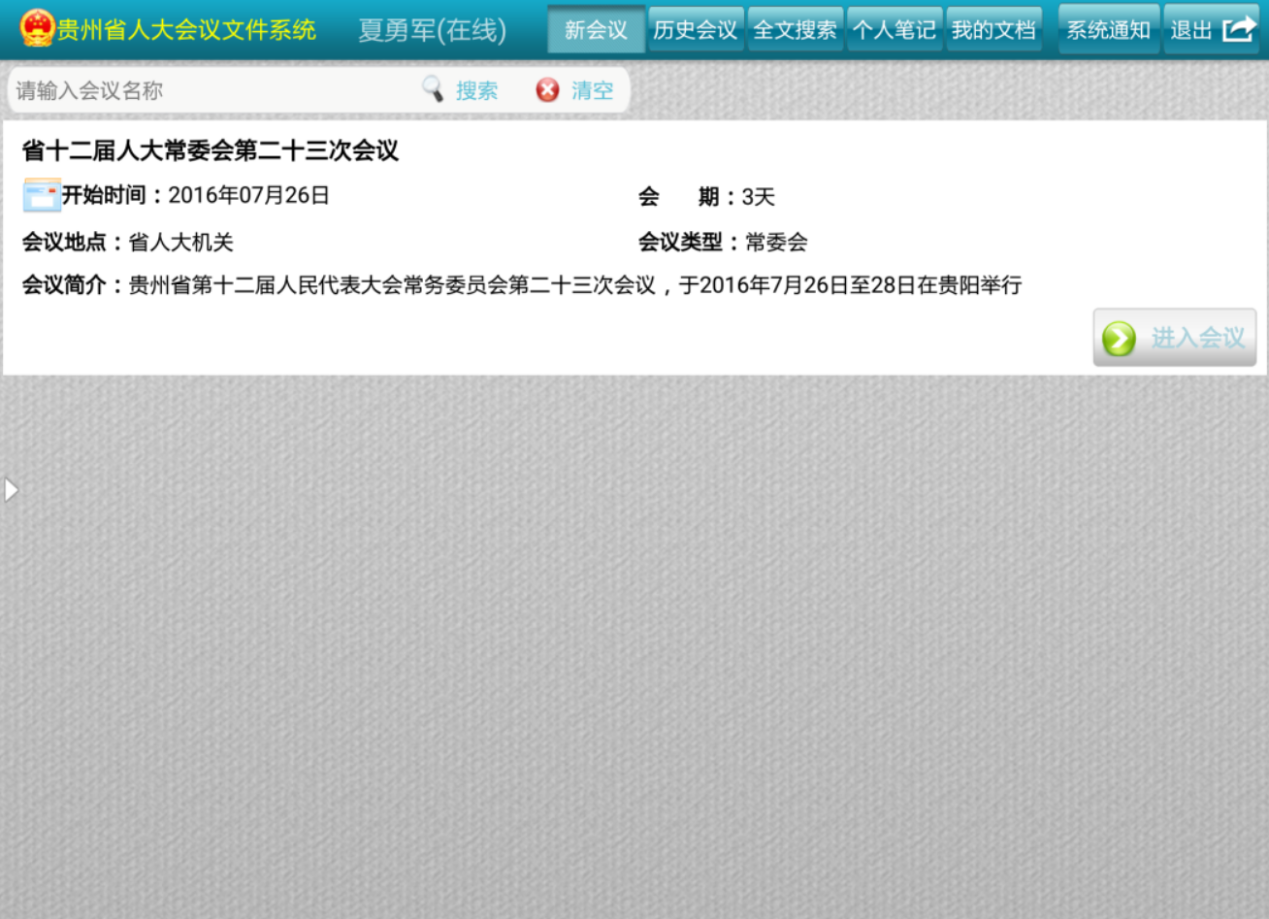 贵州省人大会议文件系统 夏勇军(在线) 新会议 历史会议 全文搜索 个人笔记 我的文档 系统通知 退出
请输入会议名称 搜索 清空
省十二届人大常委会第二十三次会议
开始时间：2016年07月26日 会 期：3天
会议地点：省人大机关 会议类型：常委会
会议简介：贵州省第十二届人民代表大会常务委员会第二十三次会议，于2016年7月26日至28日在贵阳举行
进入会议